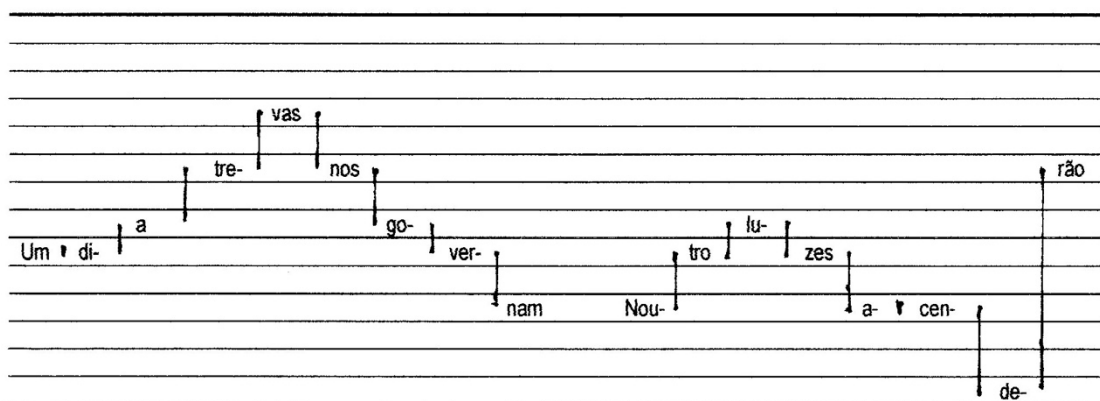 Um di- a tre- vas nos go- ver- nam Nou- tro lu- zes a- cen- de- rão